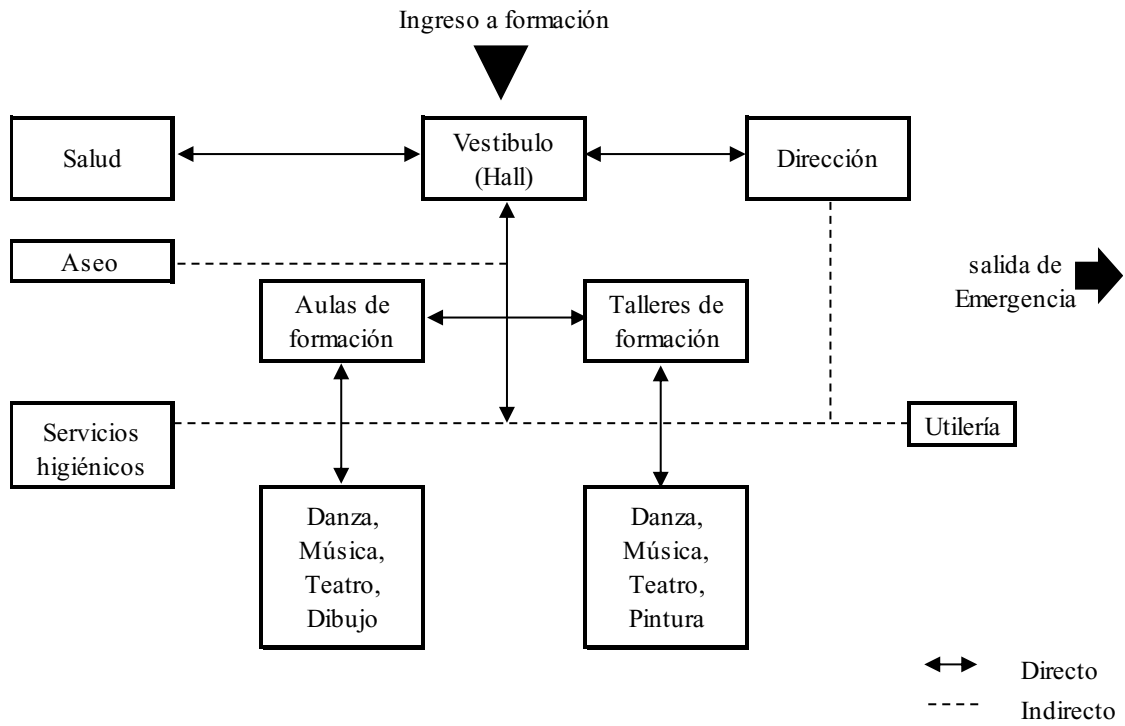 Ingreso a formación
Salud
Vestibulo
(Hall)
Dirección
Aseo
salida de
Emergencia
Aulas de
formación
Talleres de
formación
Servicios
higiénicos
Utilería
Danza,
Música,
Teatro,
Dibujo
Danza,
Música,
Teatro,
Pintura
Directo
Indirecto